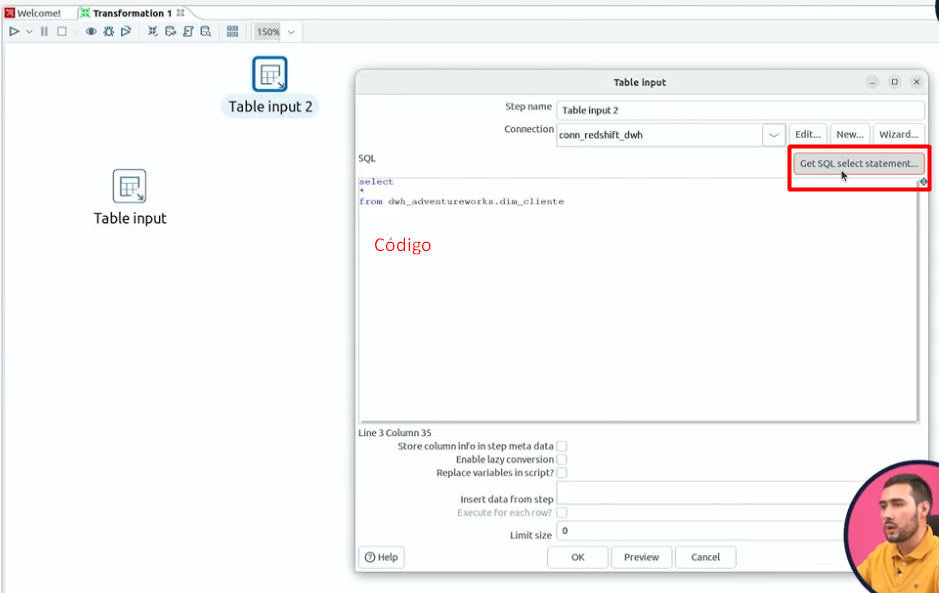 Welcome!
Transformation 1
150%
Table input 2
Table input
Table input
Step name
Table input 2
Connection
conn_redshift_dwh
Edit...
New...
Wizard...
SQL
Get SQL select statement...
select
*
from dwh_adventureworks.dim_cliente
Código
Line 3 Column 35
Store column info in step meta data
Enable lazy conversion
Replace variables in script?
Insert data from step
Execute for each row?
Limit size
0
Help
OK
Preview
Cancel